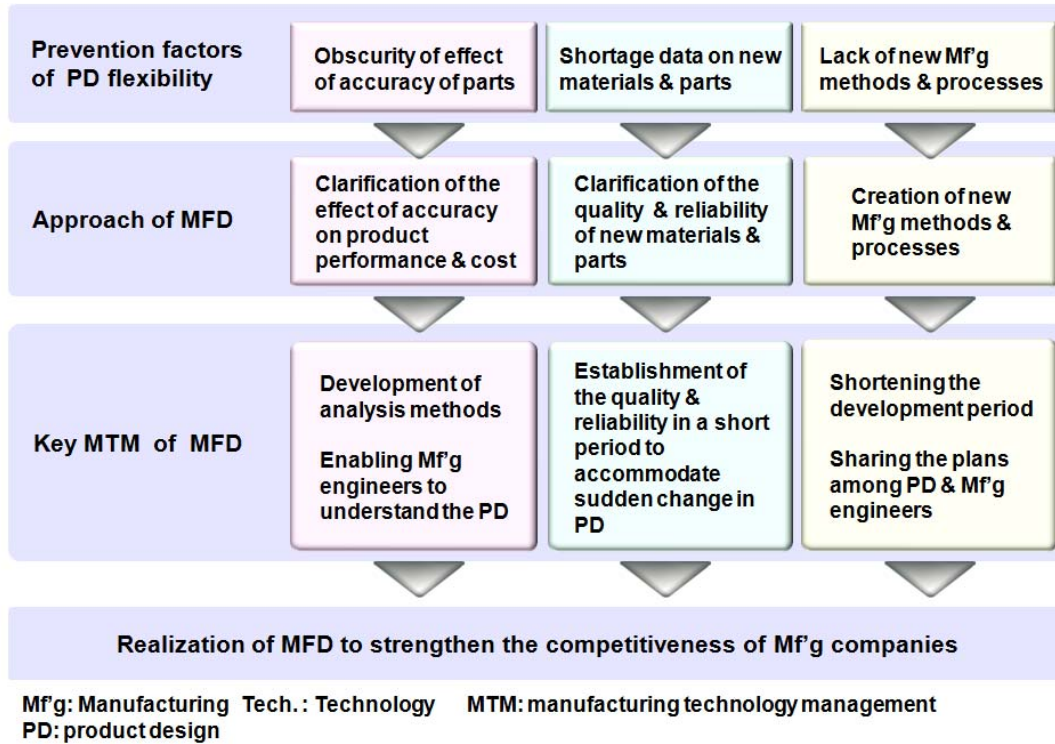 Prevention factors
of PD flexibility
Obscurity of effect
of accuracy of parts
Shortage data on new
materials & parts
Lack of new Mf'g
methods & processes
Approach of MFD
Clarification of the
effect of accuracy
on product
performance & cost
Clarification of the
quality & reliability
of new materials &
parts
Creation of new
Mf'g methods &
processes
Key MTM of MFD
Development of
analysis methods
Enabling Mf'g
engineers to
understand the PD
Establishment of
the quality &
reliability in a short
period to
accommodate
sudden change in
PD
Shortening the
development period
Sharing the plans
among PD & Mf'g
engineers
Realization of MFD to strengthen the competitiveness of Mf'g companies
Mf'g: Manufacturing Tech. : Technology MTM: manufacturing technology management
PD: product design